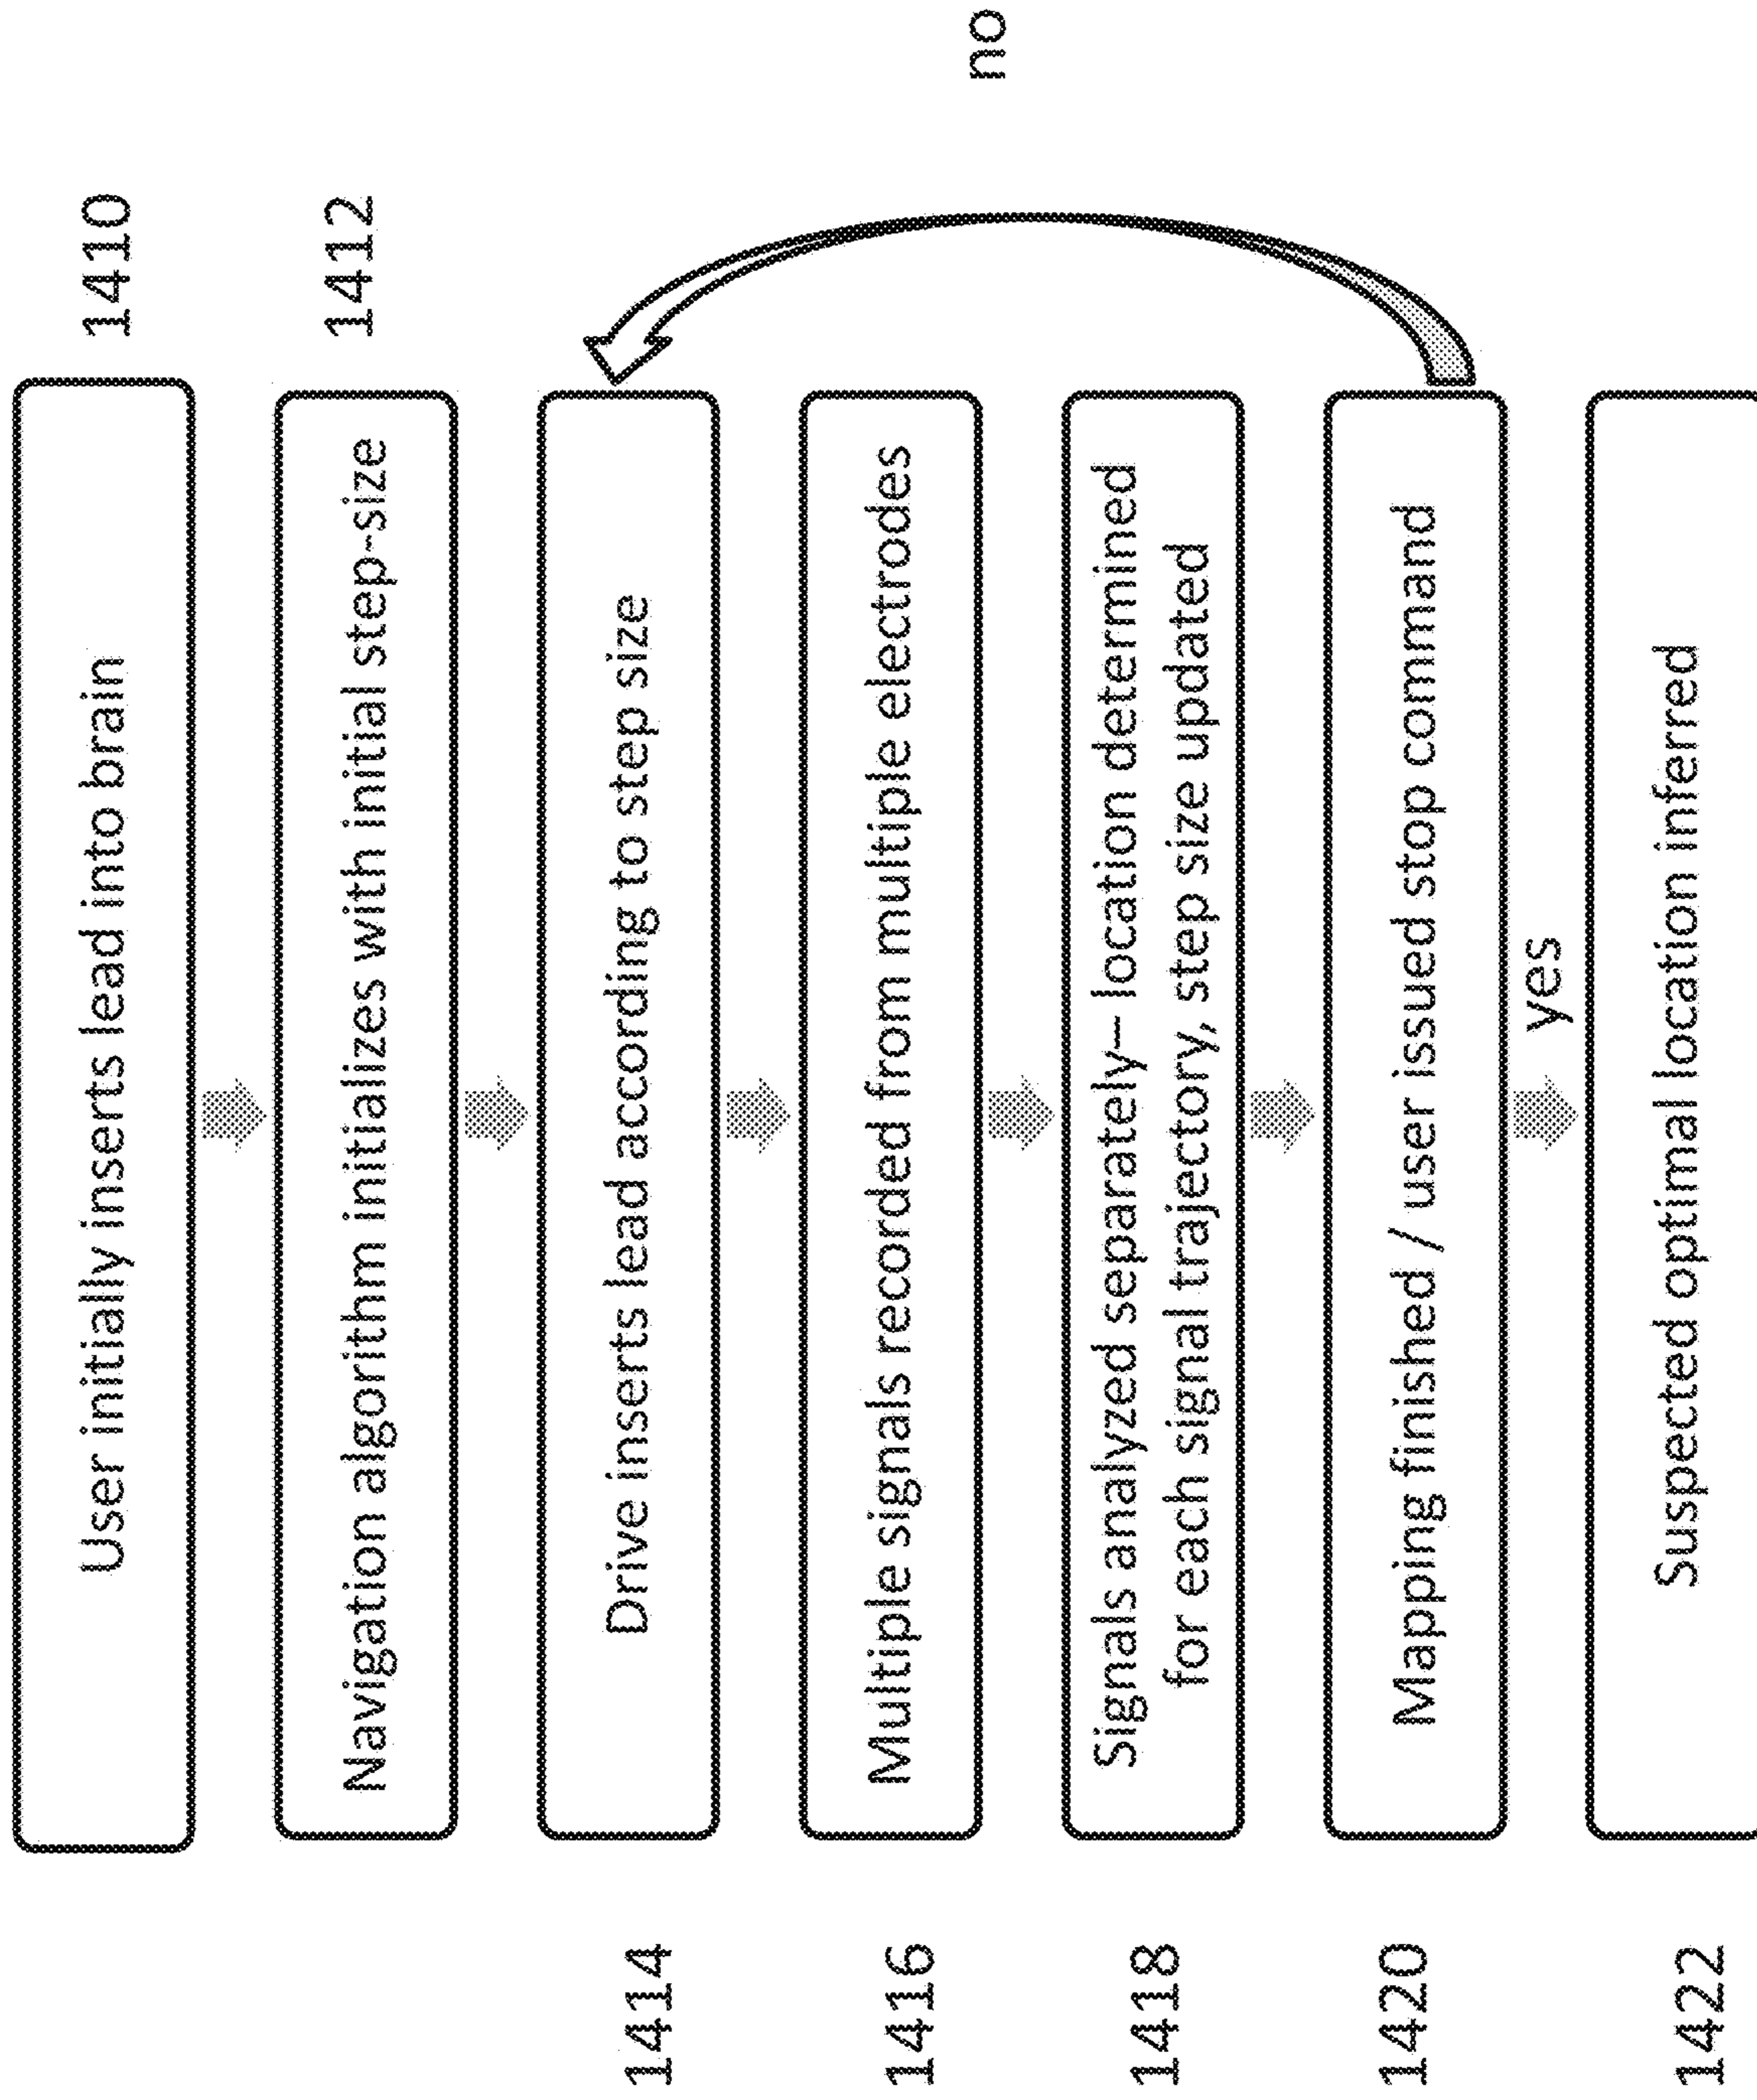 User initially inserts lead into brain
1410
Navigation algorithm initializes with initial step-size
1412
1414
Drive inserts lead according to step size
1416
Multiple signals recorded from multiple electrodes
1418
Signals analyzed separately– location determined
for each signal trajectory, step size updated
no
1420
Mapping finished / user issued stop command
yes
1422
Suspected optimal location inferred